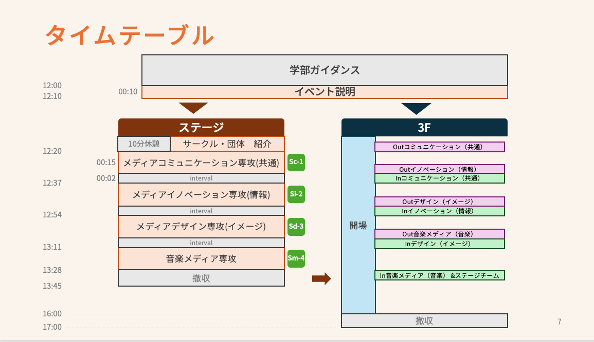 タイムテーブル
学部ガイダンス
12:00
00:10
イベント説明
12:10
ステージ
3F
10分休憩
サークル・団体　紹介
12:20
00:15
メディアコミュニケーション専攻(共通)
Sc-1
00:02
interval
12:37
メディアイノベーション専攻(情報)
Si-2
interval
12:54
メディアデザイン専攻(イメージ)
Sd-3
interval
13:11
音楽メディア専攻
Sm-4
13:28
撤収
13:45
開場
Outコミュニケーション（共通）
Outイノベーション（情報）
Inコミュニケーション（共通）
Outデザイン（イメージ）
Inイノベーション（情報）
Out音楽メディア（音楽）
Inデザイン（イメージ）
In音楽メディア（音楽）＆ステージチーム
16:00
撤収
17:00
7